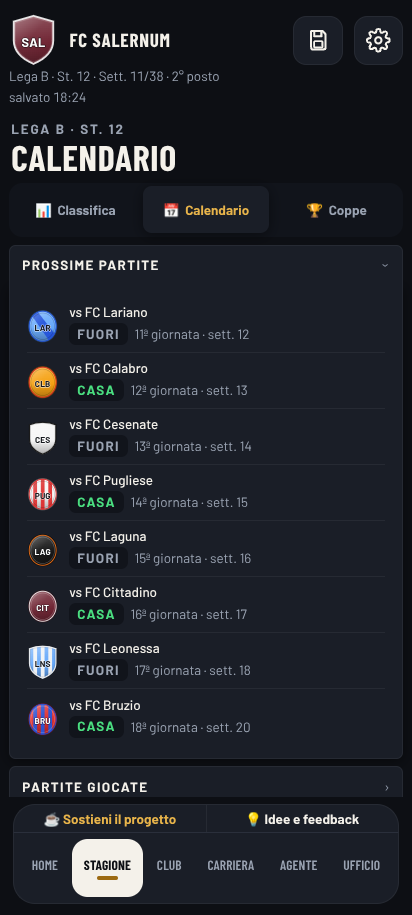 SAL
FC SALERNUM
Lega B · St. 12 · Sett. 11/38 · 2º posto
salvato 18:24
LEGA B · ST. 12
CALENDARIO
📊 Classifica
📅 Calendario
🏆 Coppe
PROSSIME PARTITE
LAR
vs FC Lariano
FUORI 11ª giornata · sett. 12
CLB
vs FC Calabro
CASA 12ª giornata · sett. 13
CES
vs FC Cesenate
FUORI 13ª giornata · sett. 14
PUG
vs FC Pugliese
CASA 14ª giornata · sett. 15
LAG
vs FC Laguna
FUORI 15ª giornata · sett. 16
CIT
vs FC Cittadino
CASA 16ª giornata · sett. 17
LNS
vs FC Leonessa
FUORI 17ª giornata · sett. 18
BRU
vs FC Bruzio
CASA 18ª giornata · sett. 20
PARTITE GIOCATE
☕ Sostieni il progetto
💡 Idee e feedback
HOME
STAGIONE
CLUB
CARRIERA
AGENTE
UFFICIO